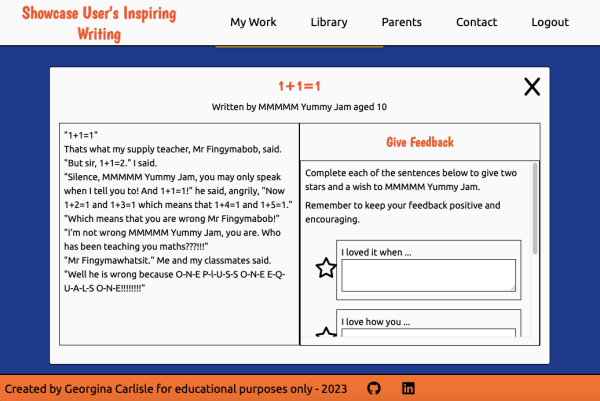 Showcase User's Inspiring
Writing
My Work
Library
Parents
Contact
Logout
1+1=1
Written by MMMMM Yummy Jam aged 10
"1+1=1"
Thats what my supply teacher, Mr Fingymabob, said.
"But sir, 1+1=2." I said.
"Silence, MMMMM Yummy Jam, you may only speak
when I tell you to! And 1+1=1!" he said, angrily, "Now
1+2=1 and 1+3=1 which means that 1+4=1 and 1+5=1."
"Which means that you are wrong Mr Fingymabob!"
"I'm not wrong MMMMM Yummy Jam, you are. Who
has been teaching you maths???!!!"
"Mr Fingymawhatsit." Me and my classmates said.
"Well he is wrong because O-N-E P-l-U-S-S O-N-E E-Q-
U-A-L-S O-N-E!!!!!!!!"
Give Feedback
Complete each of the sentences below to give two
stars and a wish to MMMMM Yummy Jam.
Remember to keep your feedback positive and
encouraging.
I loved it when ...
I love how you ...
Created by Georgina Carlisle for educational purposes only - 2023